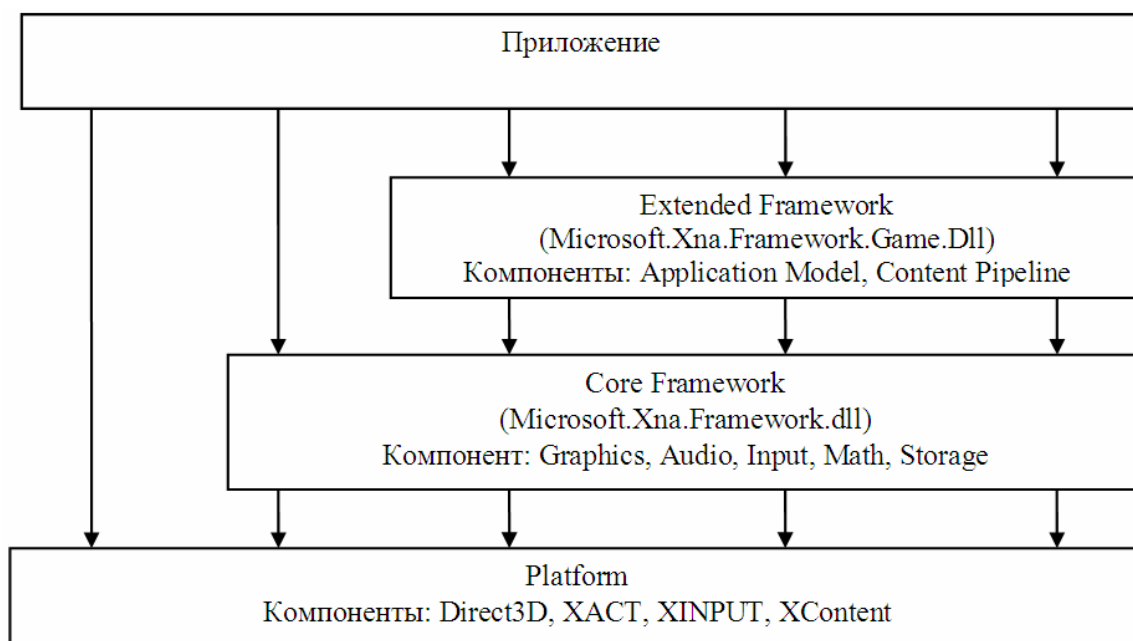 Приложение
Extended Framework
(Microsoft.Xna.Framework.Game.Dll)
Компоненты: Application Model, Content Pipeline
Core Framework
(Microsoft.Xna.Framework.dll)
Компонент: Graphics, Audio, Input, Math, Storage
Platform
Компоненты: Direct3D, XACT, XINPUT, XContent